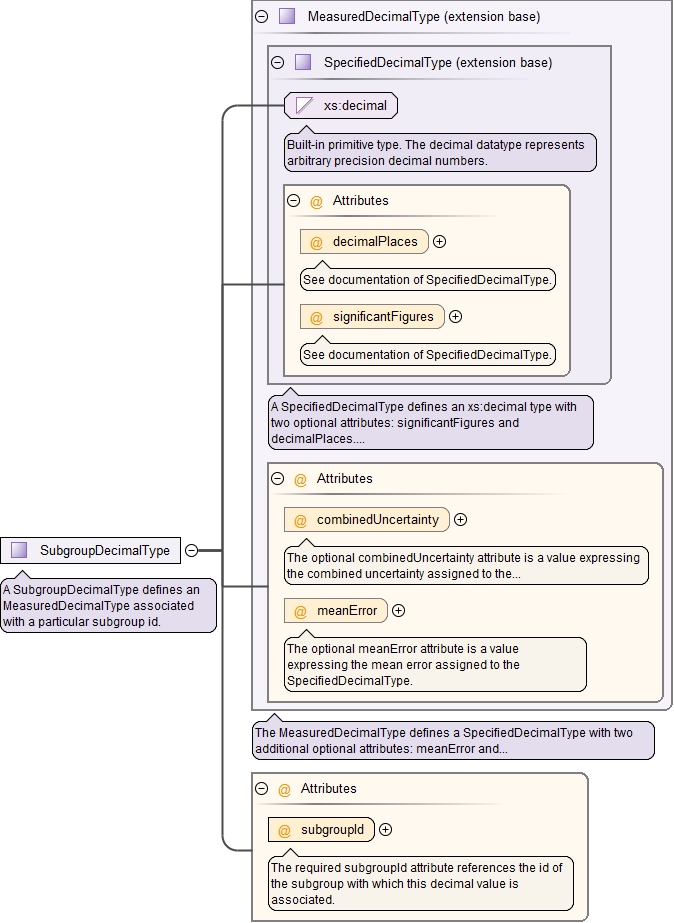 MeasuredDecimalType (extension base)
SpecifiedDecimalType (extension base)
xs:decimal
Built-in primitive type. The decimal datatype represents
arbitrary precision decimal numbers.
@ Attributes
@ decimalPlaces
See documentation of SpecifiedDecimalType.
@ significantFigures
See documentation of SpecifiedDecimalType.
A SpecifiedDecimalType defines an xs:decimal type with
two optional attributes: significantFigures and
decimalPlaces....
@ Attributes
@ combinedUncertainty
The optional combinedUncertainty attribute is a value expressing
the combined uncertainty assigned to the...
@ meanError
The optional meanError attribute is a value
expressing the mean error assigned to the
SpecifiedDecimalType.
SubgroupDecimalType
A SubgroupDecimalType defines an
MeasuredDecimalType associated
with a particular subgroup id.
The MeasuredDecimalType defines a SpecifiedDecimalType with two
additional optional attributes: meanError and...
@ Attributes
@ subgroupId
The required subgroupId attribute references the id of
the subgroup with which this decimal value is
associated.